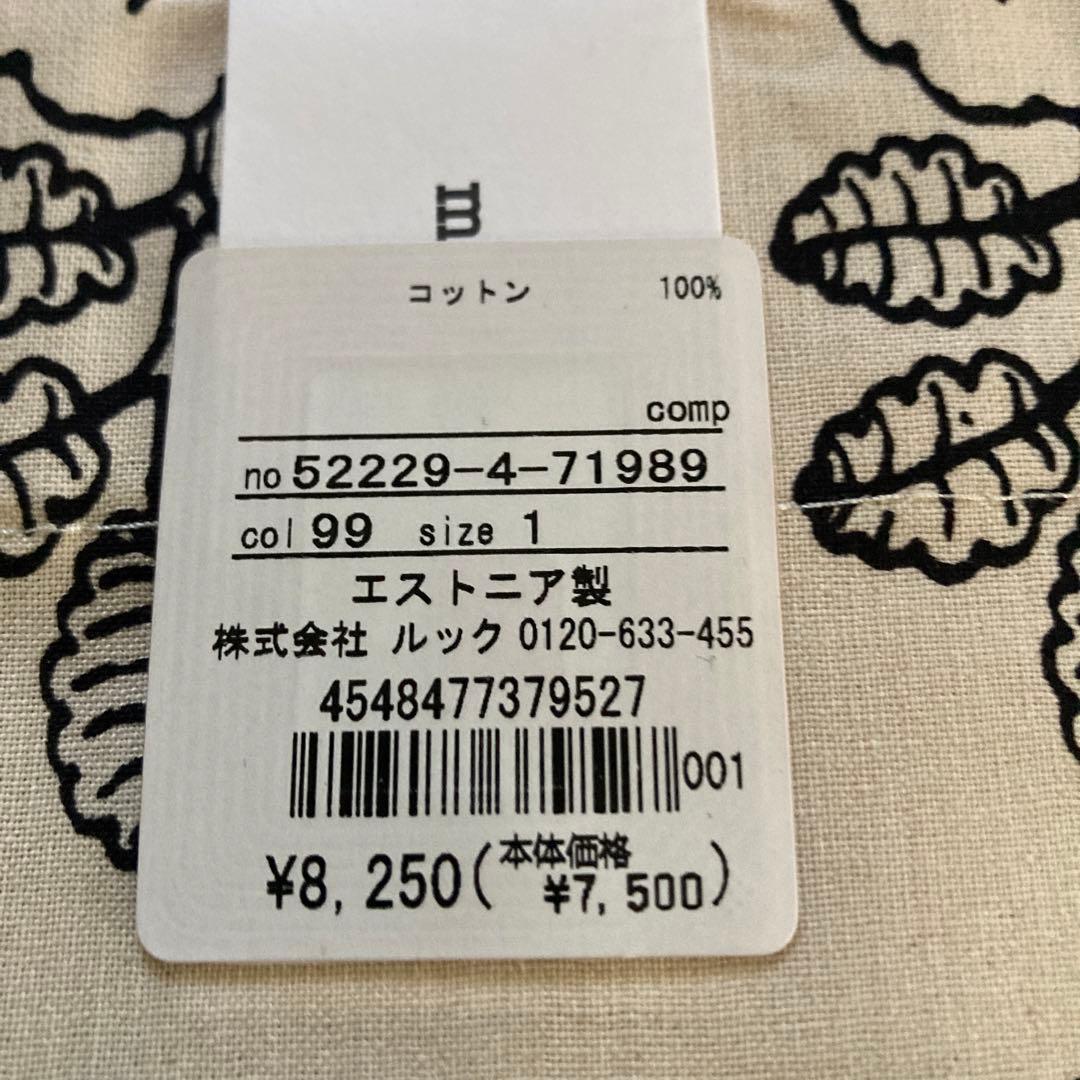 m
コットン 100%
comp
no 52229-4-71989
col 99 size 1
エストニア製
株式会社 ルック 0120-633-455
4548477379527
001
¥8,250(本体価格
¥7,500)